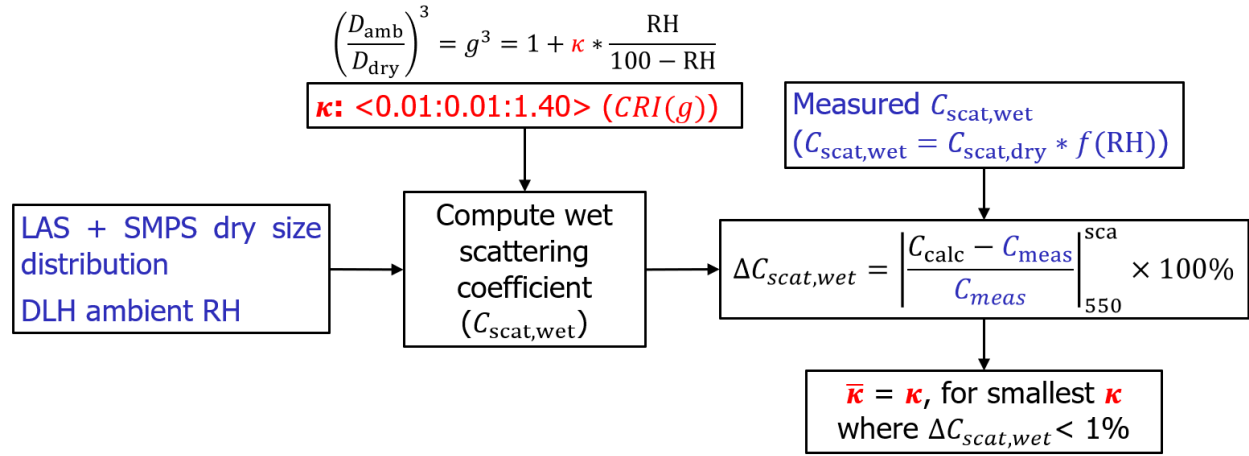 (D_amb / D_dry)^3 = g^3 = 1 + κ * RH / (100 − RH)
κ: <0.01:0.01:1.40> (CRI(g))
Measured C_scat,wet
(C_scat,wet = C_scat,dry * f(RH))
LAS + SMPS dry size
distribution
DLH ambient RH
Compute wet
scattering
coefficient
(C_scat,wet)
ΔC_scat,wet = |(C_calc − C_meas) / C_meas|^sca_550 × 100%
κ̅ = κ, for smallest κ
where ΔC_scat,wet < 1%